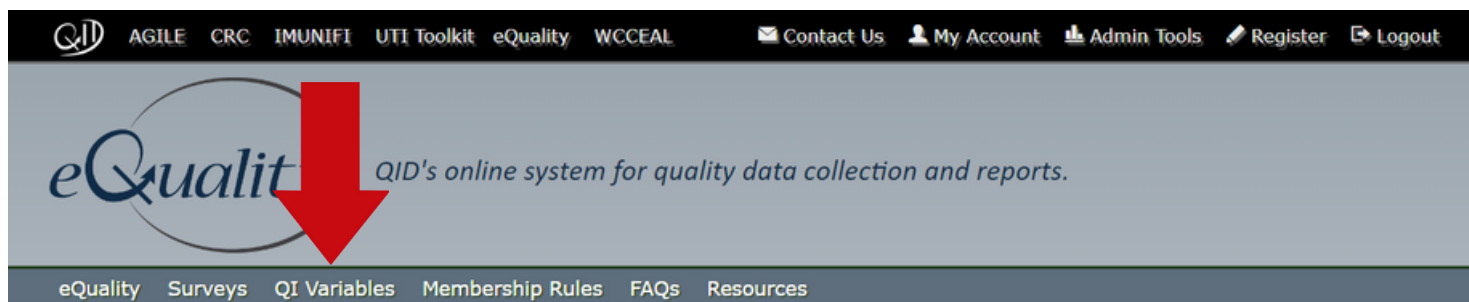 QID AGILE CRC IMUNIFI UTI Toolkit eQuality WCCEAL Contact Us My Account Admin Tools Register Logout
eQualit
QID's online system for quality data collection and reports.
eQuality Surveys QI Variables Membership Rules FAQs Resources